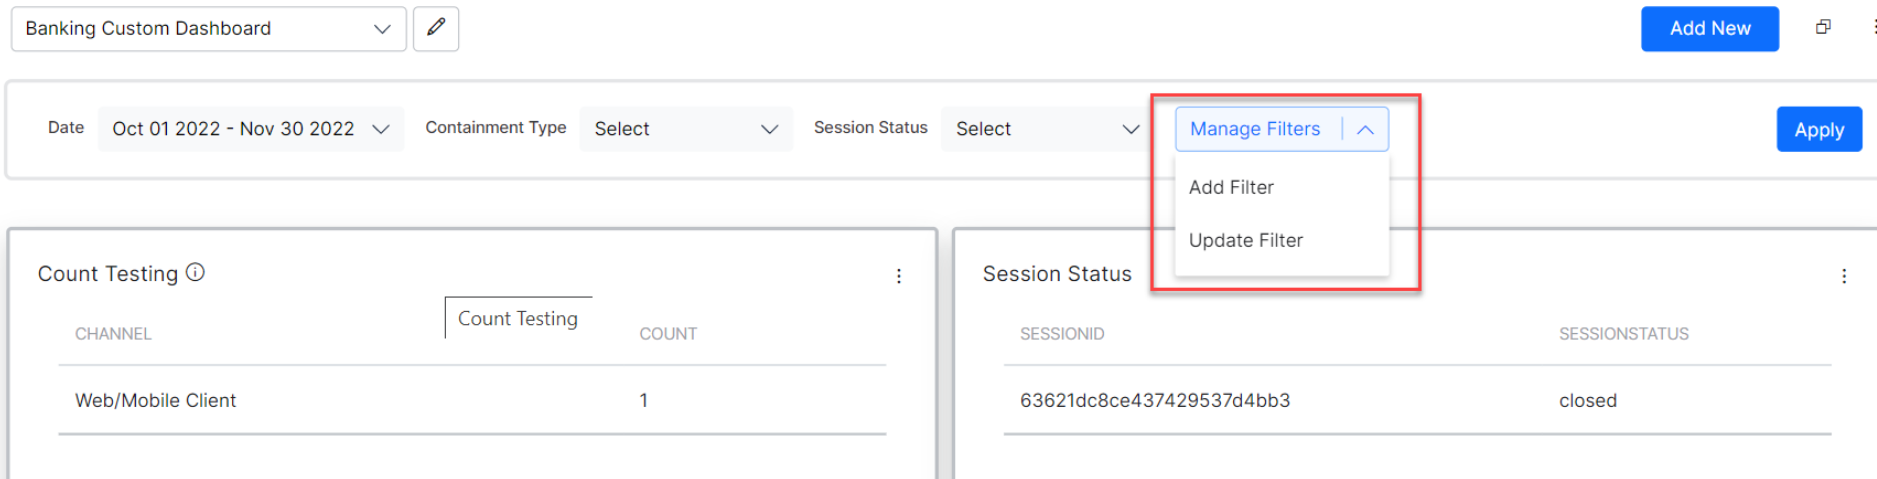 Banking Custom Dashboard
Add New
Date
Oct 01 2022 - Nov 30 2022
Containment Type
Select
Session Status
Select
Manage Filters
Apply
Add Filter
Update Filter
Count Testing
Count Testing
CHANNEL
COUNT
Web/Mobile Client
1
Session Status
SESSIONID
SESSIONSTATUS
63621dc8ce437429537d4bb3
closed